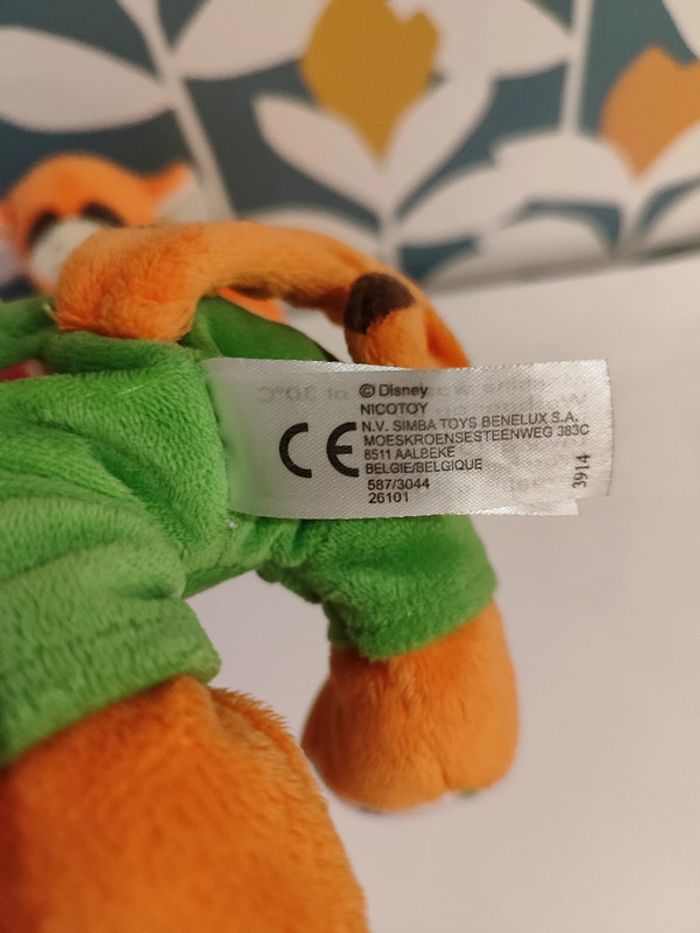 © Disney
NICOTOY
N.V. SIMBA TOYS BENELUX S.A.
MOESKROENSESTEENWEG 383C
8511 AALBEKE
BELGIE/BELGIQUE
587/3044
26101
CE
3914